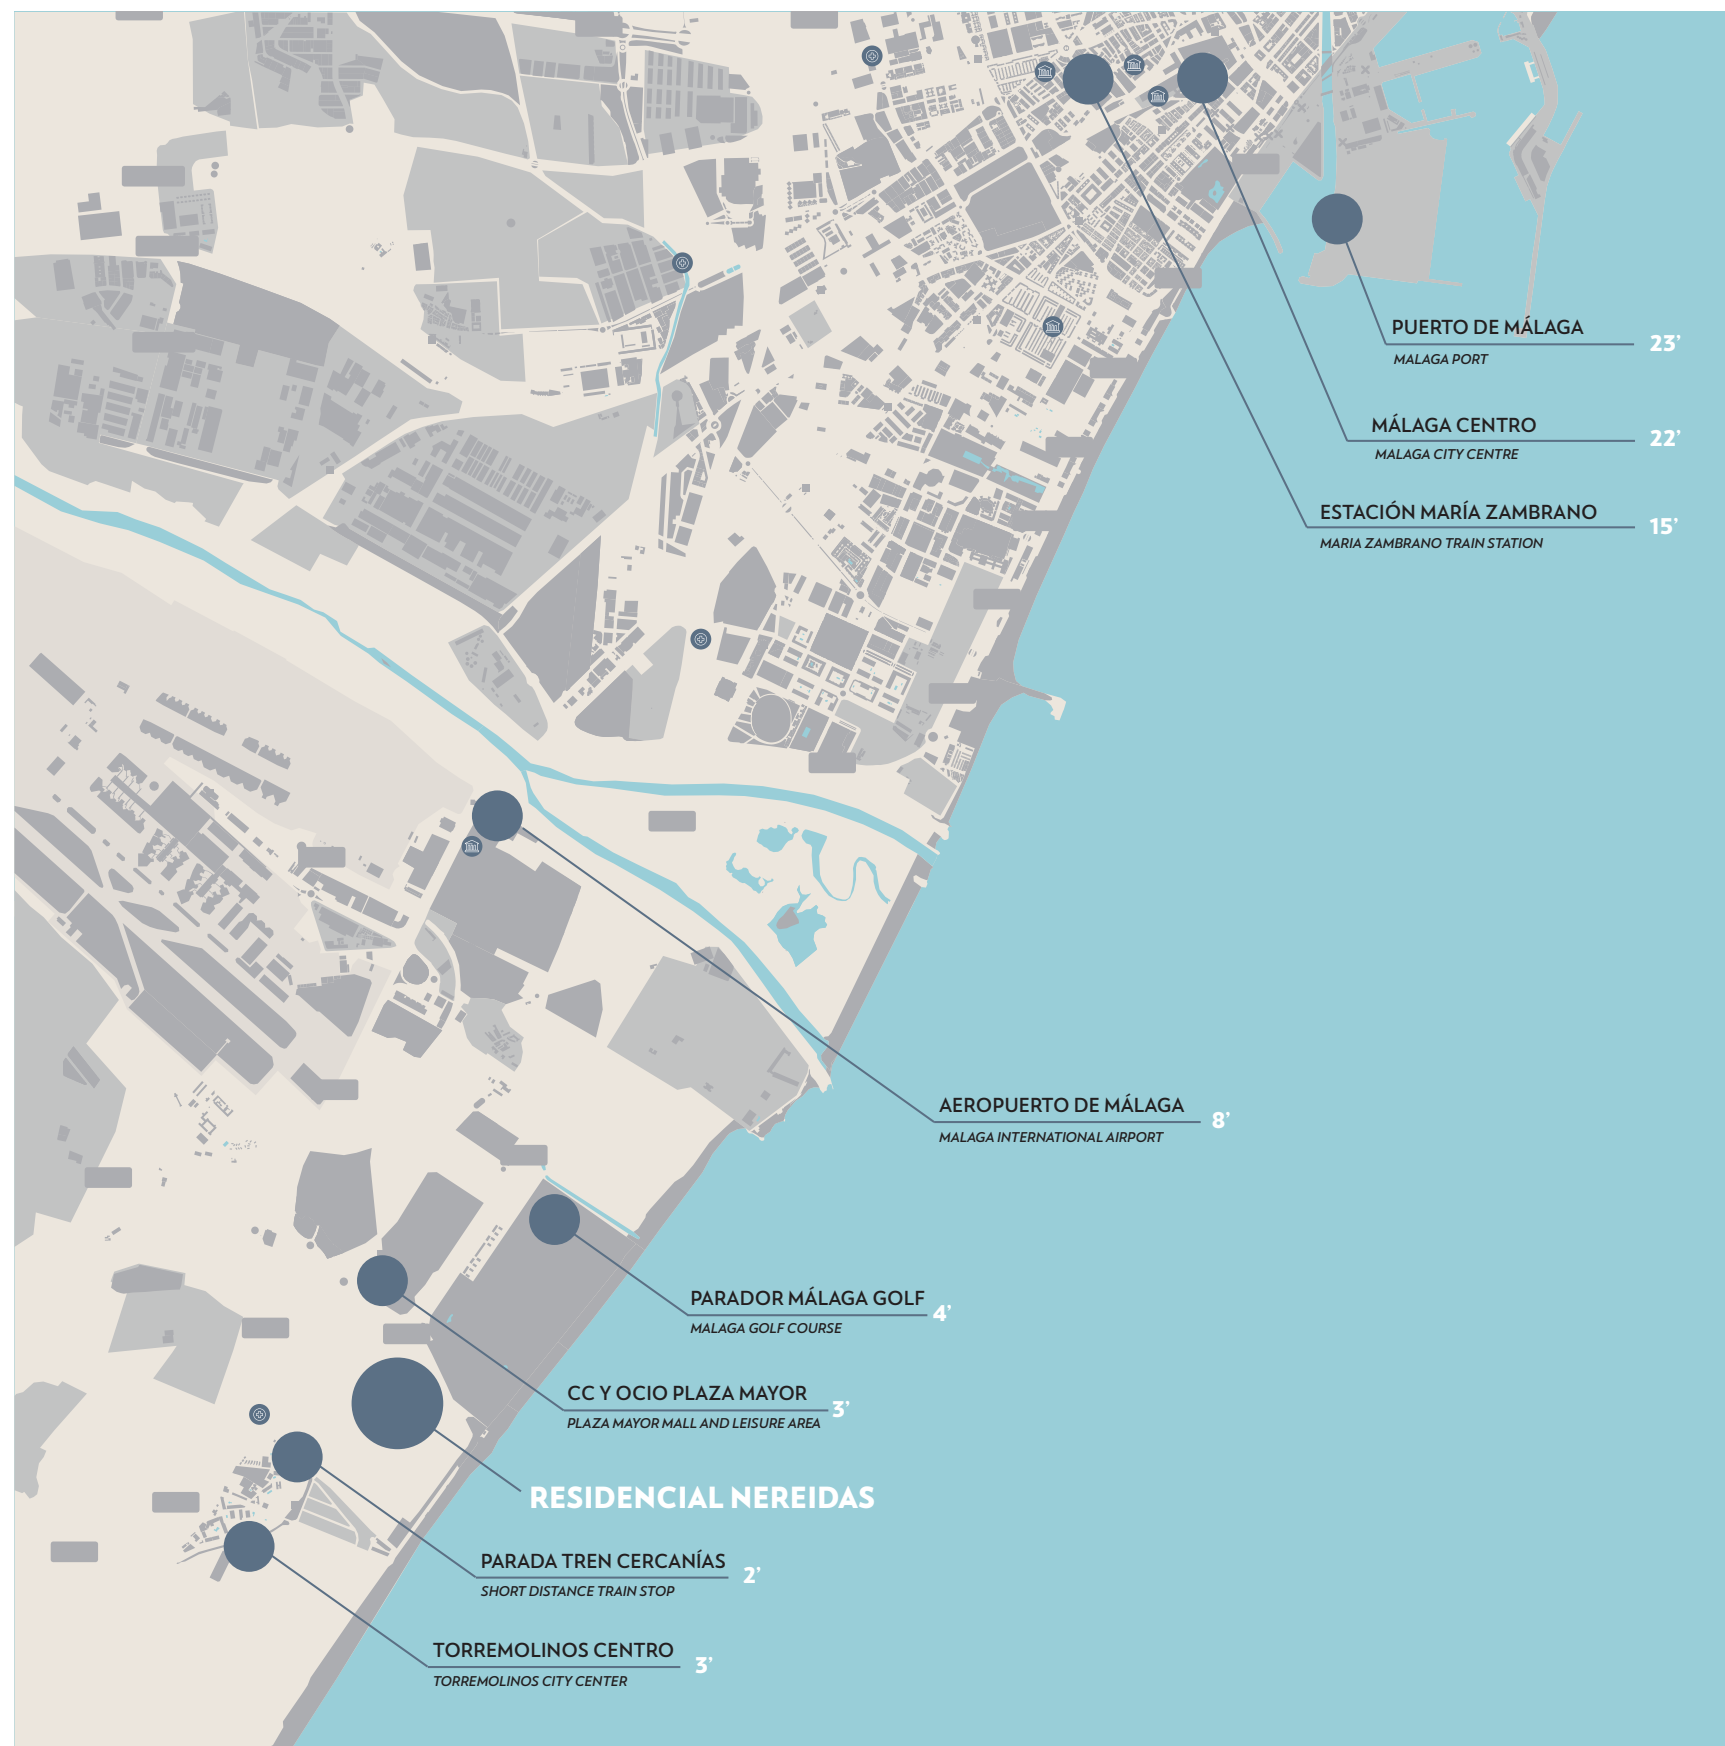 PUERTO DE MÁLAGA
23’
MALAGA PORT
MÁLAGA CENTRO
22’
MALAGA CITY CENTRE
ESTACIÓN MARÍA ZAMBRANO
15’
MARIA ZAMBRANO TRAIN STATION
AEROPUERTO DE MÁLAGA
8’
MALAGA INTERNATIONAL AIRPORT
PARADOR MÁLAGA GOLF
4’
MALAGA GOLF COURSE
CC Y OCIO PLAZA MAYOR
3’
PLAZA MAYOR MALL AND LEISURE AREA
RESIDENCIAL NEREIDAS
PARADA TREN CERCANÍAS
2’
SHORT DISTANCE TRAIN STOP
TORREMOLINOS CENTRO
3’
TORREMOLINOS CITY CENTER